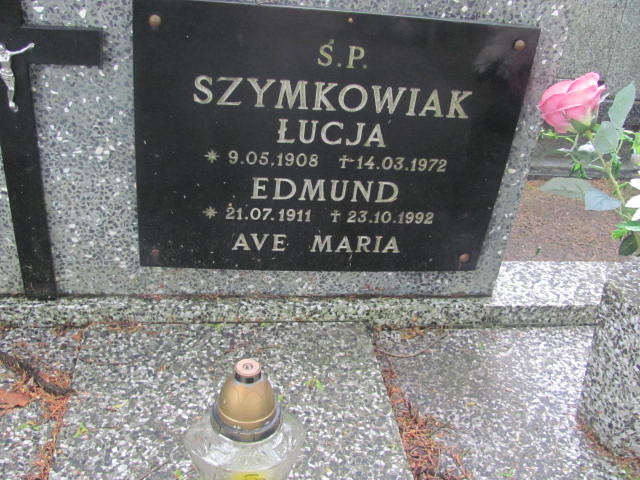 Ś.P.
SZYMKOWIAK
ŁUCJA
* 9.05.1908 † 14.03.1972
EDMUND
* 21.07.1911 † 23.10.1992
AVE MARIA